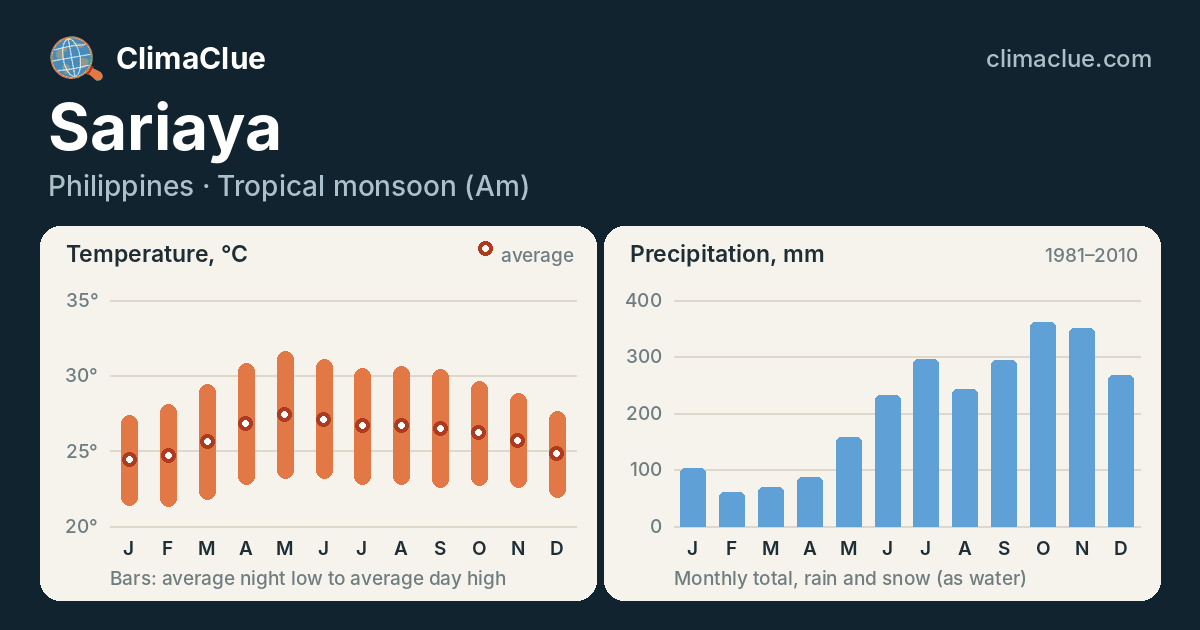 ClimaClue
climaclue.com
Sariaya
Philippines · Tropical monsoon (Am)
Temperature, °C
average
35°
30°
25°
20°
J F M A M J J A S O N D
Bars: average night low to average day high
Precipitation, mm
1981–2010
400
300
200
100
0
J F M A M J J A S O N D
Monthly total, rain and snow (as water)